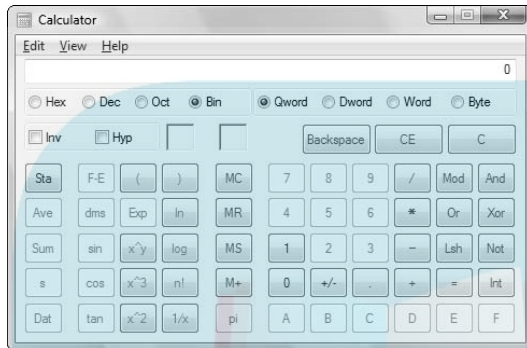 Calculator
Edit View Help
0
Hex Dec Oct Bin Qword Dword Word Byte
Inv Hyp Backspace CE C
Sta F-E ( ) MC 7 8 9 / Mod And
Ave dms Exp ln MR 4 5 6 * Or Xor
Sum sin x^y log MS 1 2 3 - Lsh Not
s cos x^3 n! M+ 0 +/- . + = Int
Dat tan x^2 1/x pi A B C D E F